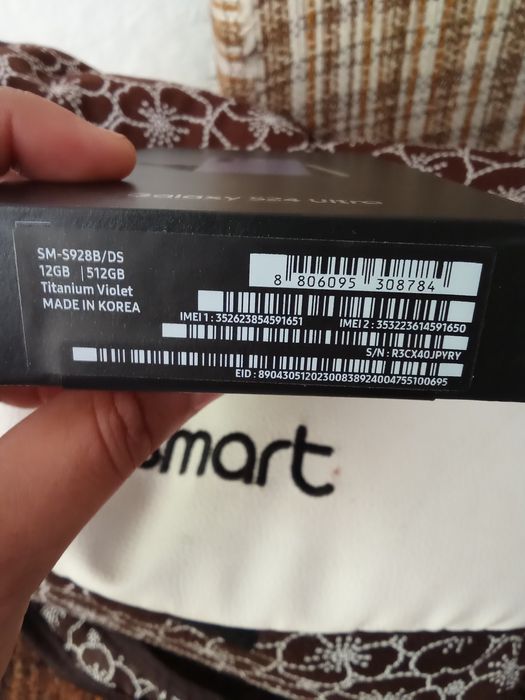 Galaxy S24 Ultra
SM-S928B/DS
12GB | 512GB
Titanium Violet
MADE IN KOREA
8 806095 308784
IMEI 1 : 352623854591651 IMEI 2 : 353223614591650
S/N : R3CX40JPVRY
EID : 89043051202300838924004755100695
smart